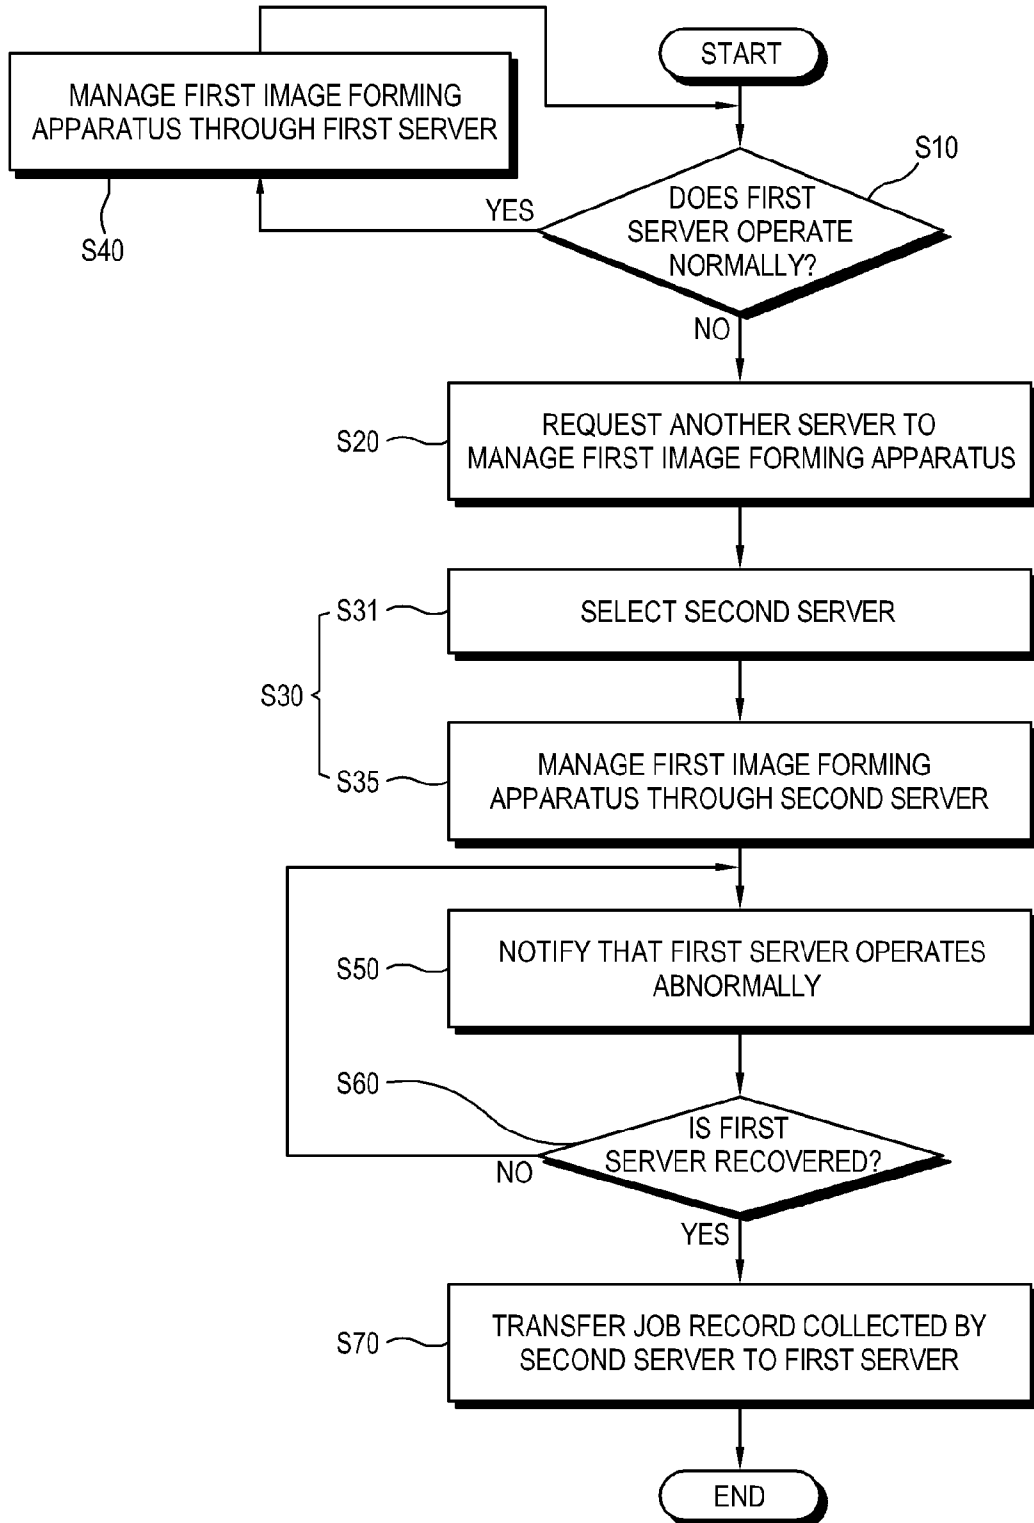 START
MANAGE FIRST IMAGE FORMING
APPARATUS THROUGH FIRST SERVER
S40
S10
DOES FIRST
SERVER OPERATE
NORMALLY?
YES
NO
S20
REQUEST ANOTHER SERVER TO
MANAGE FIRST IMAGE FORMING APPARATUS
S30
S31
SELECT SECOND SERVER
S35
MANAGE FIRST IMAGE FORMING
APPARATUS THROUGH SECOND SERVER
S50
NOTIFY THAT FIRST SERVER OPERATES
ABNORMALLY
S60
IS FIRST
SERVER RECOVERED?
NO
YES
S70
TRANSFER JOB RECORD COLLECTED BY
SECOND SERVER TO FIRST SERVER
END